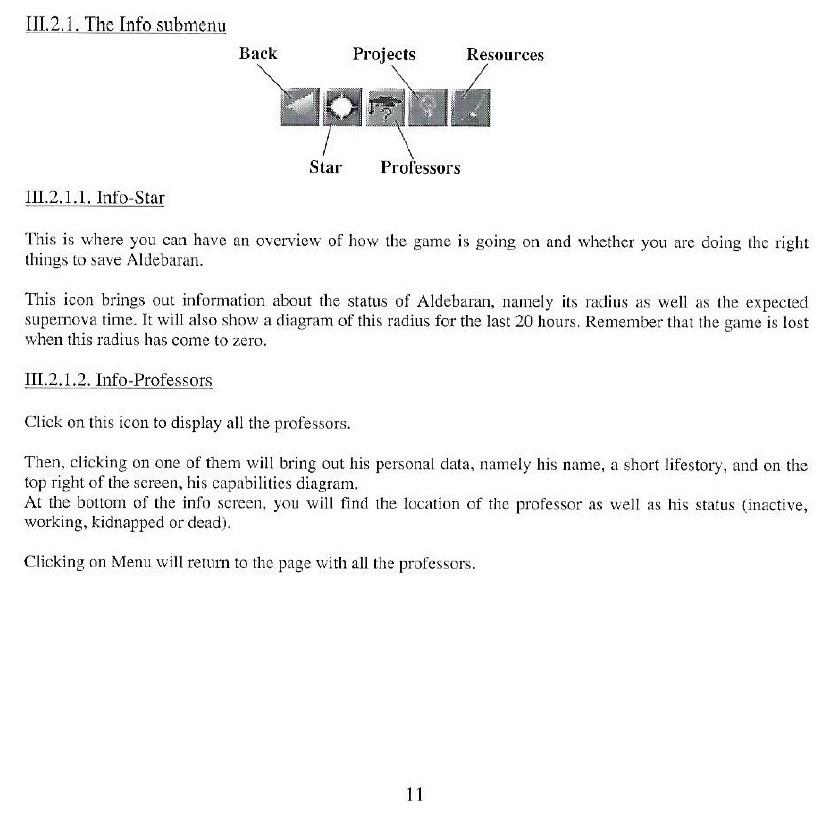 III.2.1. The Info submenu
Back Projects Resources
Star Professors
III.2.1.1. Info-Star
This is where you can have an overview of how the game is going on and whether you are doing the right
things to save Aldebaran.
This icon brings out information about the status of Aldebaran, namely its radius as well as the expected
supernova time. It will also show a diagram of this radius for the last 20 hours. Remember that the game is lost
when this radius has come to zero.
III.2.1.2. Info-Professors
Click on this icon to display all the professors.
Then, clicking on one of them will bring out his personal data, namely his name, a short lifestory, and on the
top right of the screen, his capabilities diagram.
At the bottom of the info screen, you will find the location of the professor as well as his status (inactive,
working, kidnapped or dead).
Clicking on Menu will return to the page with all the professors.
11